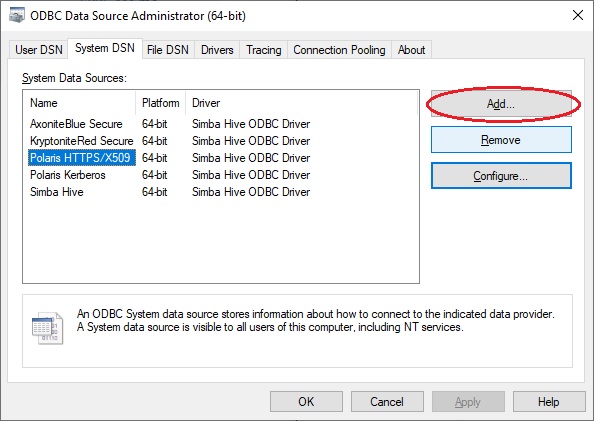 ODBC Data Source Administrator (64-bit)
User DSN System DSN File DSN Drivers Tracing Connection Pooling About
System Data Sources:
Name Platform Driver
AxoniteBlue Secure 64-bit Simba Hive ODBC Driver
KryptoniteRed Secure 64-bit Simba Hive ODBC Driver
Polaris HTTPS/X509 64-bit Simba Hive ODBC Driver
Polaris Kerberos 64-bit Simba Hive ODBC Driver
Simba Hive 64-bit Simba Hive ODBC Driver
Add...
Remove
Configure...
An ODBC System data source stores information about how to connect to the indicated data provider.
A System data source is visible to all users of this computer, including NT services.
OK Cancel Apply Help